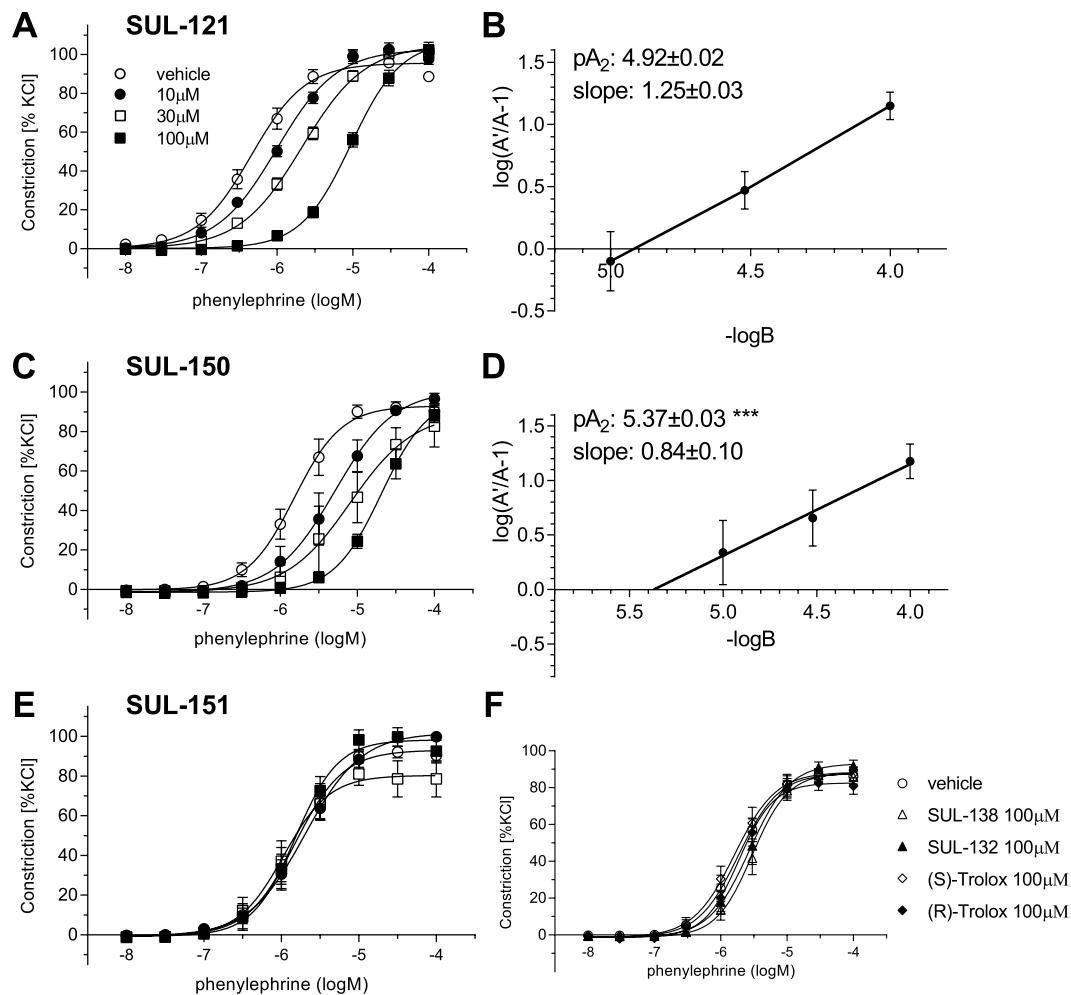 A SUL-121
Constriction [% KCl]
100
80
60
40
20
0
vehicle
10μM
30μM
100μM
-8 -7 -6 -5 -4
phenylephrine (logM)
B
pA2: 4.92±0.02
slope: 1.25±0.03
log(A'/A-1)
1.5
1.0
0.5
0.0
-0.5
5.0 4.5 4.0
-logB
C SUL-150
Constriction [%KCl]
100
80
60
40
20
0
-8 -7 -6 -5 -4
phenylephrine (logM)
D
pA2: 5.37±0.03 ***
slope: 0.84±0.10
log(A'/A-1)
1.5
1.0
0.5
0.0
-0.5
5.5 5.0 4.5 4.0
-logB
E SUL-151
Constriction [%KCl]
100
80
60
40
20
0
-8 -7 -6 -5 -4
phenylephrine (logM)
F
Constriction [%KCl]
100
80
60
40
20
0
-8 -7 -6 -5 -4
phenylephrine (logM)
vehicle
SUL-138 100μM
SUL-132 100μM
(S)-Trolox 100μM
(R)-Trolox 100μM